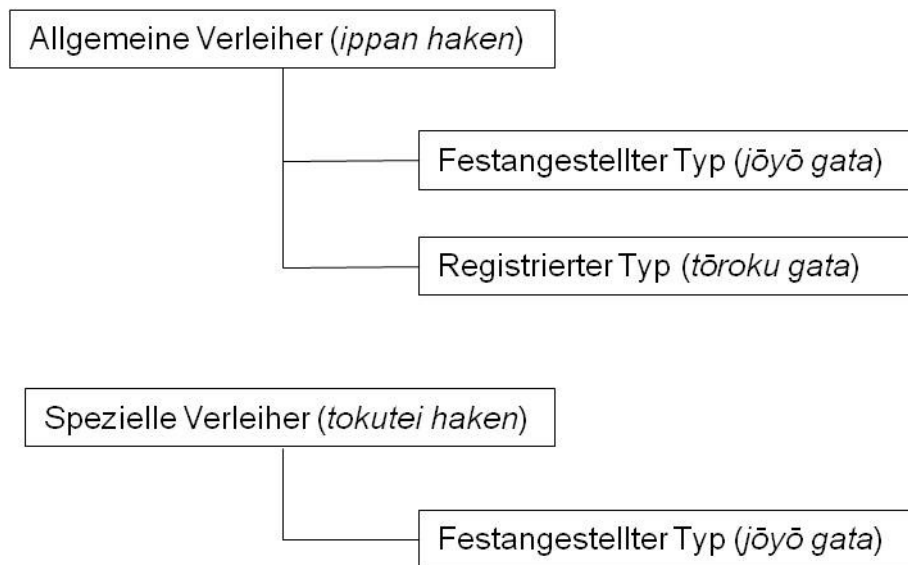 Allgemeine Verleiher (ippan haken)
Festangestellter Typ (jōyō gata)
Registrierter Typ (tōroku gata)
Spezielle Verleiher (tokutei haken)
Festangestellter Typ (jōyō gata)